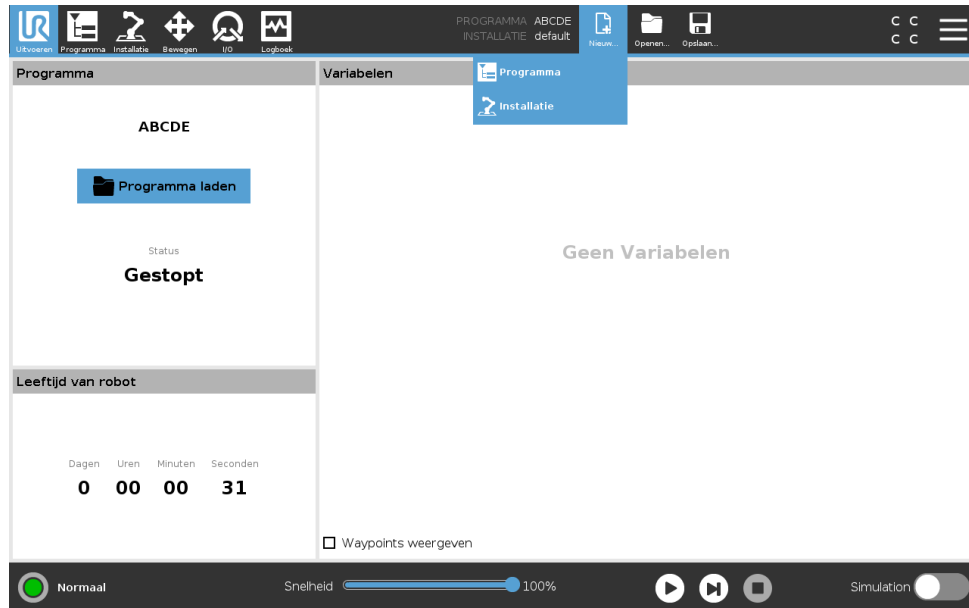 UR
Uitvoeren Programma Installatie Bewegen I/O Logboek
PROGRAMMA ABCDE
INSTALLATIE default
Nieuw... Openen... Opslaan...
C C
C C
Programma
Installatie
Programma
ABCDE
Programma laden
Status
Gestopt
Leeftijd van robot
Dagen Uren Minuten Seconden
0 00 00 31
Variabelen
Geen Variabelen
Waypoints weergeven
Normaal
Snelheid 100%
Simulation